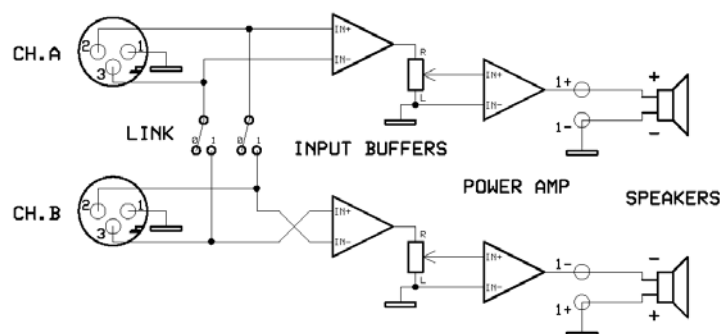 CH.A
2 1
3
IN+
IN-
R
L
IN+
IN-
1+
1-
+
-
LINK
0 1 0 1
INPUT BUFFERS
POWER AMP
SPEAKERS
CH.B
2 1
3
IN+
IN-
R
L
IN+
IN-
1-
1+
-
+